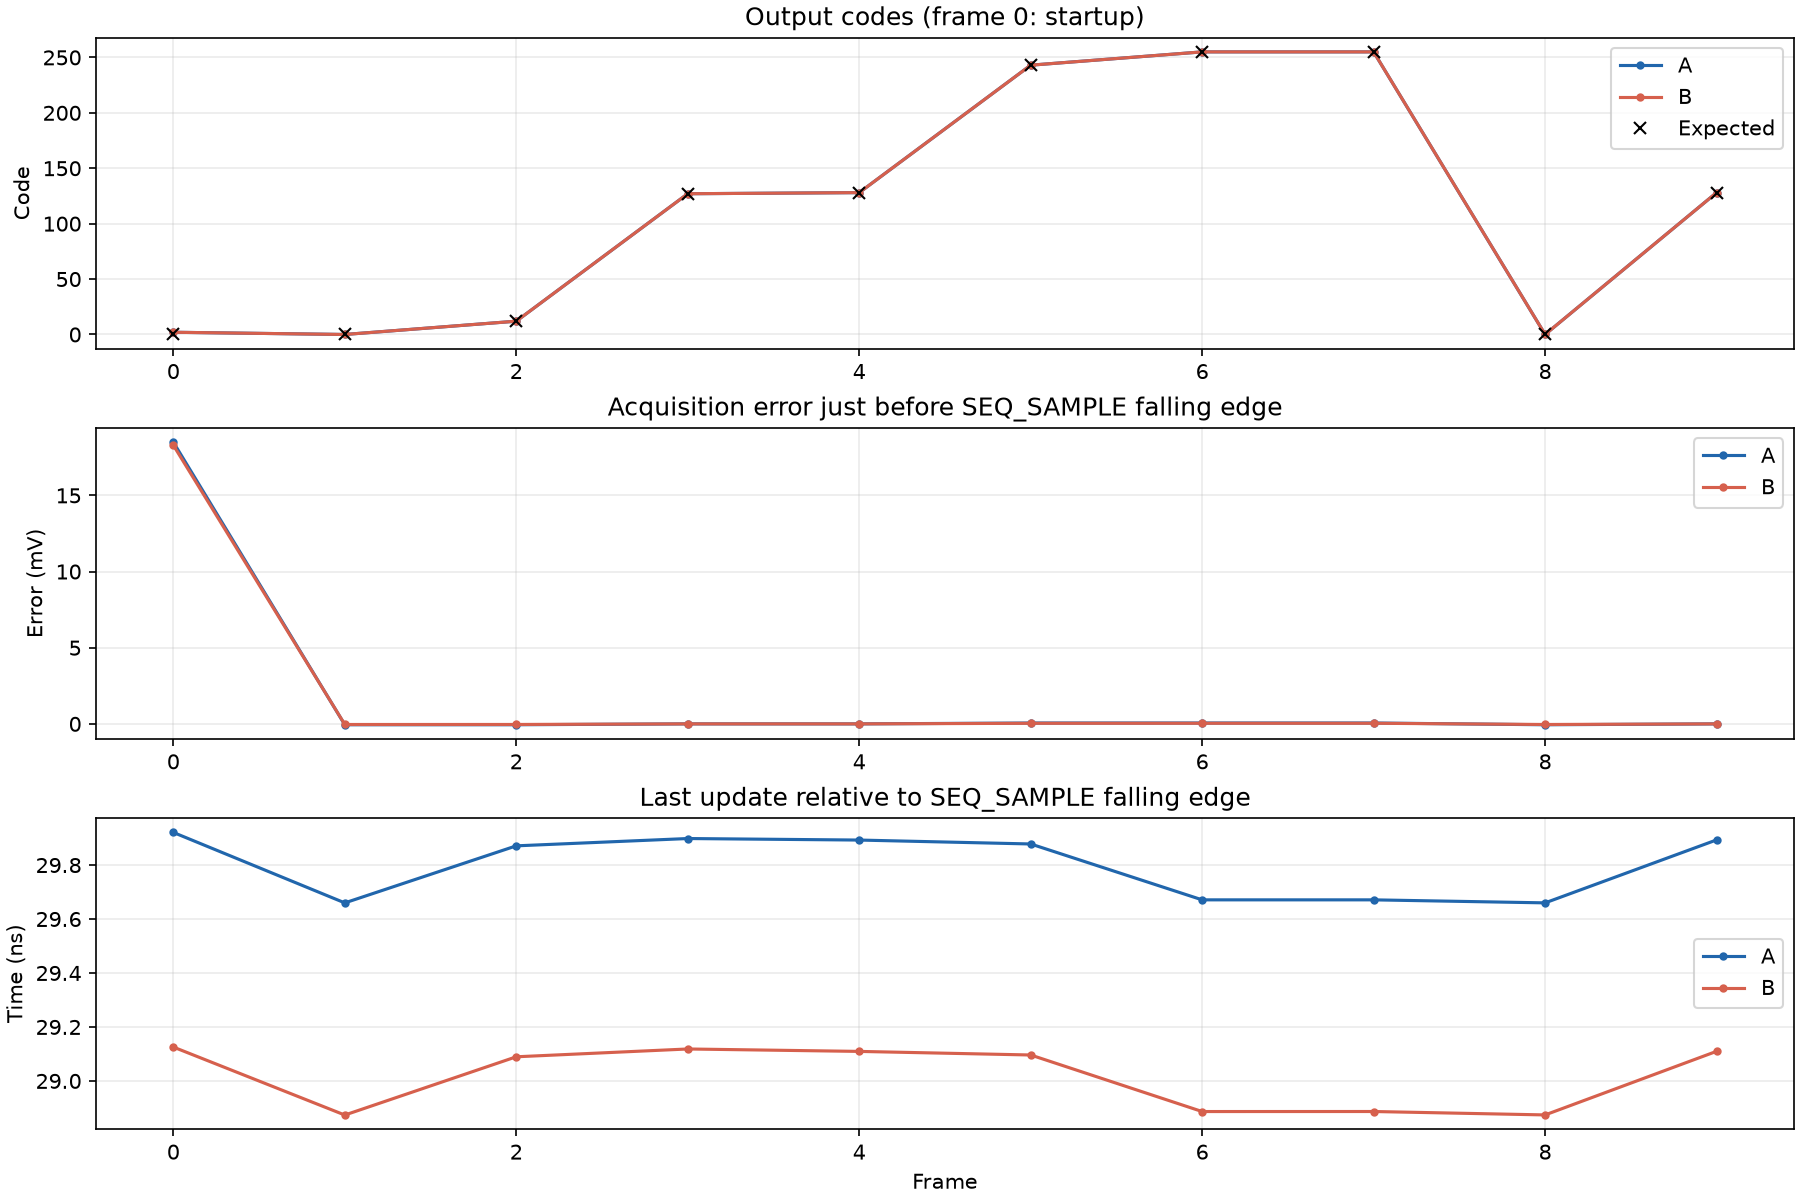 Output codes (frame 0: startup)
Code
250
200
150
100
50
0
0
2
4
6
8
A
B
Expected
Acquisition error just before SEQ_SAMPLE falling edge
Error (mV)
15
10
5
0
0
2
4
6
8
A
B
Last update relative to SEQ_SAMPLE falling edge
Time (ns)
29.8
29.6
29.4
29.2
29.0
0
2
4
6
8
A
B
Frame